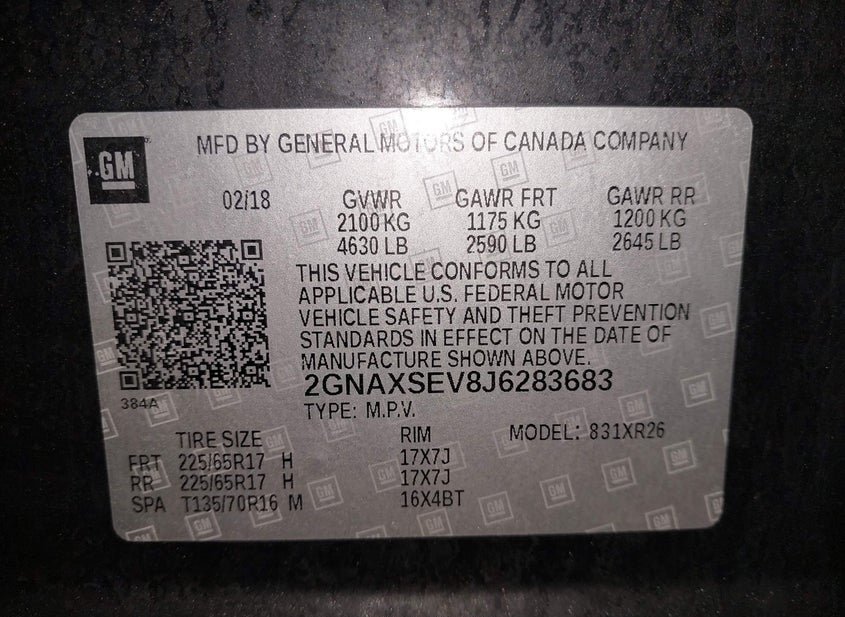 GM
MFD BY GENERAL MOTORS OF CANADA COMPANY
02/18 GVWR GAWR FRT GAWR RR
2100 KG 1175 KG 1200 KG
4630 LB 2590 LB 2645 LB
THIS VEHICLE CONFORMS TO ALL
APPLICABLE U.S. FEDERAL MOTOR
VEHICLE SAFETY AND THEFT PREVENTION
STANDARDS IN EFFECT ON THE DATE OF
MANUFACTURE SHOWN ABOVE.
2GNAXSEV8J6283683
384A
TYPE: M.P.V.
TIRE SIZE RIM MODEL: 831XR26
FRT 225/65R17 H 17X7J
RR 225/65R17 H 17X7J
SPA T135/70R16 M 16X4BT